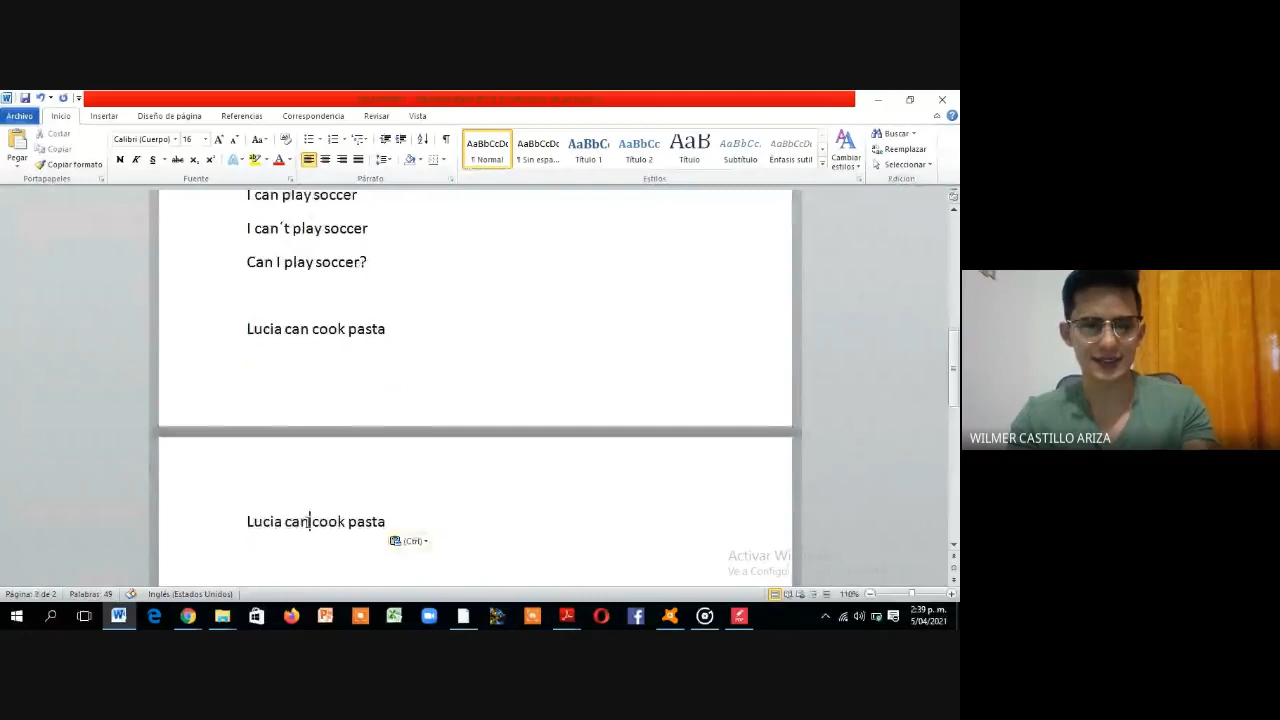 Archivo Inicio Insertar Diseño de página Referencias Correspondencia Revisar Vista
Cortar
Copiar
Copiar formato
Pegar
Portapapeles
Calibri (Cuerpo) 16
Fuente
Párrafo
AaBbCcDc AaBbCcDc AaBbC AaBbCc AaB AaBbCc. AaBbCcDc
¶ Normal ¶ Sin espa... Título 1 Título 2 Título Subtítulo Énfasis sutil
Estilos
Cambiar estilos
Buscar
Reemplazar
Seleccionar
Edición
I can play soccer
I can´t play soccer
Can I play soccer?
Lucia can cook pasta
Lucia can cook pasta
(Ctrl)
Activar Wi
Ve a Configu
WILMER CASTILLO ARIZA
Palabras: 49 Inglés (Estados Unidos) 110%
2:39 p. m.
5/04/2021